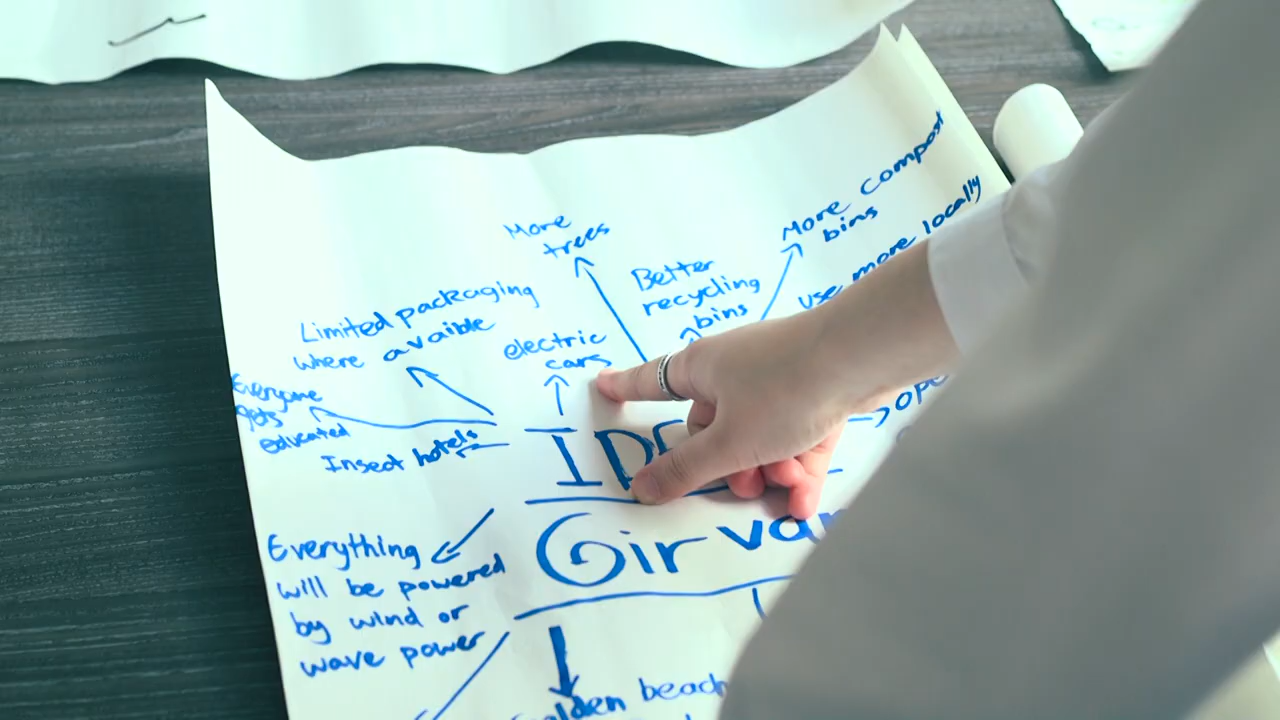 More
trees
More compost
bins
Better
recycling
bins
use more locally
Limited packaging
where avaible
electric
cars
Everyone
gets
educated
Insect hotels
Everything
will be powered
by wind or
wave power
Girvan
beach